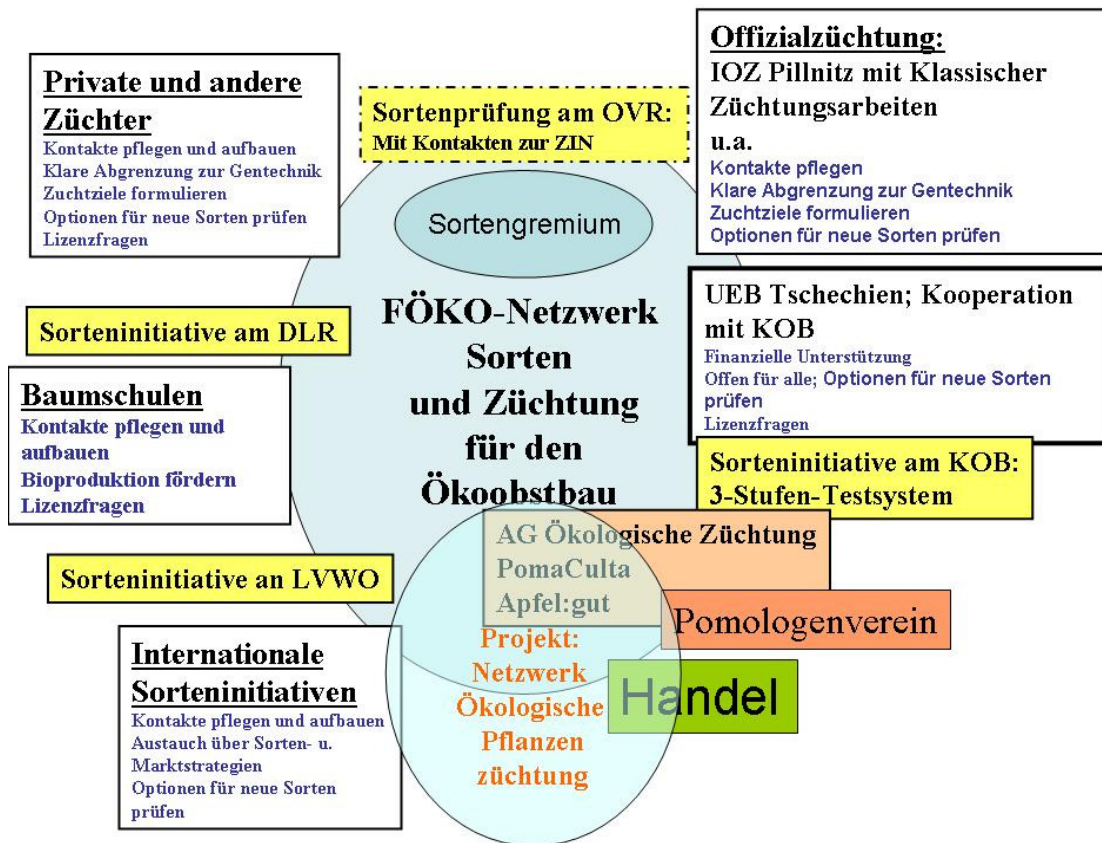 Private und andere
Züchter
Kontakte pflegen und aufbauen
Klare Abgrenzung zur Gentechnik
Zuchtziele formulieren
Optionen für neue Sorten prüfen
Lizenzfragen
Sortenprüfung am OVR:
Mit Kontakten zur ZIN
Offizialzüchtung:
IOZ Pillnitz mit Klassischer
Züchtungsarbeiten
u.a.
Kontakte pflegen
Klare Abgrenzung zur Gentechnik
Zuchtziele formulieren
Optionen für neue Sorten prüfen
Sortengremium
FÖKO-Netzwerk
Sorten
und Züchtung
für den
Ökoobstbau
Sorteninitiative am DLR
UEB Tschechien; Kooperation
mit KOB
Finanzielle Unterstützung
Offen für alle; Optionen für neue Sorten
prüfen
Lizenzfragen
Baumschulen
Kontakte pflegen und
aufbauen
Bioproduktion fördern
Lizenzfragen
Sorteninitiative am KOB:
3-Stufen-Testsystem
AG Ökologische Züchtung
PomaCulta
Apfel:gut
Sorteninitiative an LVWO
Pomologenverein
Projekt:
Netzwerk
Ökologische
Pflanzen
züchtung
Handel
Internationale
Sorteninitiativen
Kontakte pflegen und aufbauen
Austausch über Sorten- u.
Marktstrategien
Optionen für neue Sorten
prüfen